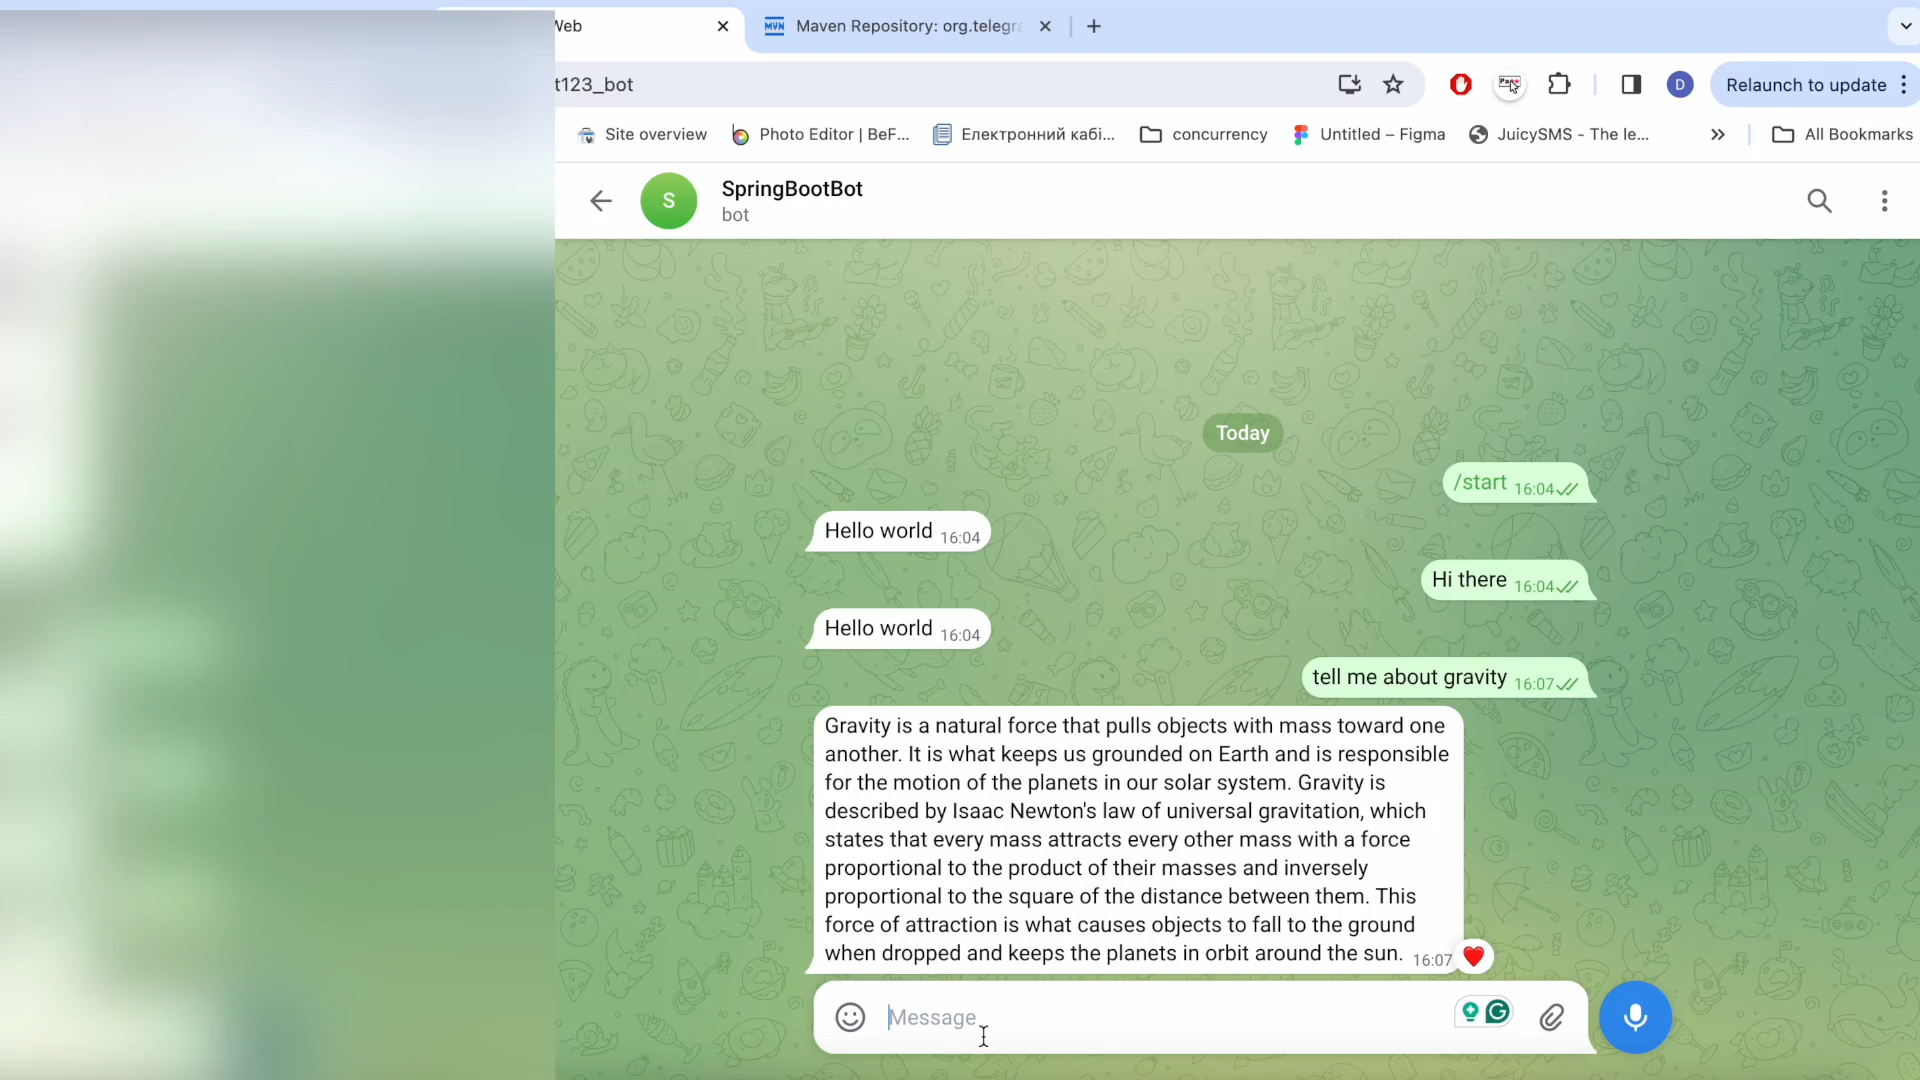 Web
Maven Repository: org.telegra
t123_bot
Relaunch to update
D
Site overview
Photo Editor | BeF...
Електронний кабі...
concurrency
Untitled – Figma
JuicySMS - The le...
All Bookmarks
S
SpringBootBot
bot
Today
/start 16:04
Hello world 16:04
Hi there 16:04
Hello world 16:04
tell me about gravity 16:07
Gravity is a natural force that pulls objects with mass toward one
another. It is what keeps us grounded on Earth and is responsible
for the motion of the planets in our solar system. Gravity is
described by Isaac Newton's law of universal gravitation, which
states that every mass attracts every other mass with a force
proportional to the product of their masses and inversely
proportional to the square of the distance between them. This
force of attraction is what causes objects to fall to the ground
when dropped and keeps the planets in orbit around the sun. 16:07
Message